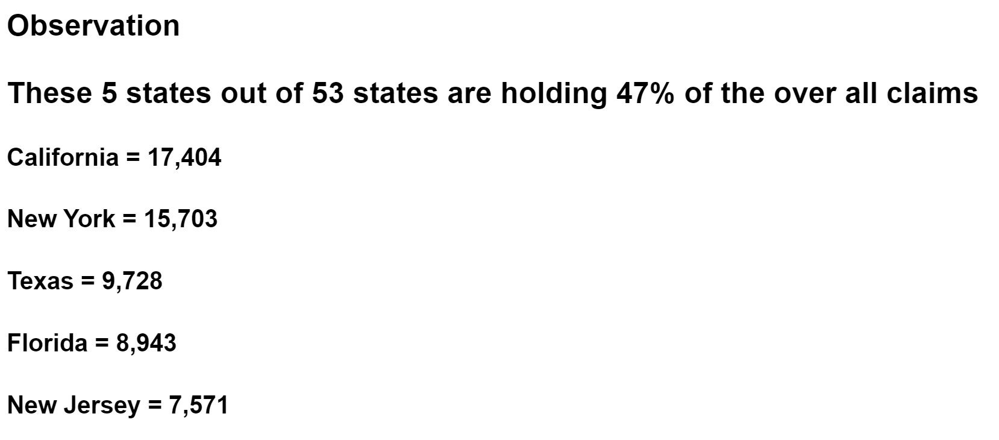 Observation
These 5 states out of 53 states are holding 47% of the over all claims
California = 17,404
New York = 15,703
Texas = 9,728
Florida = 8,943
New Jersey = 7,571